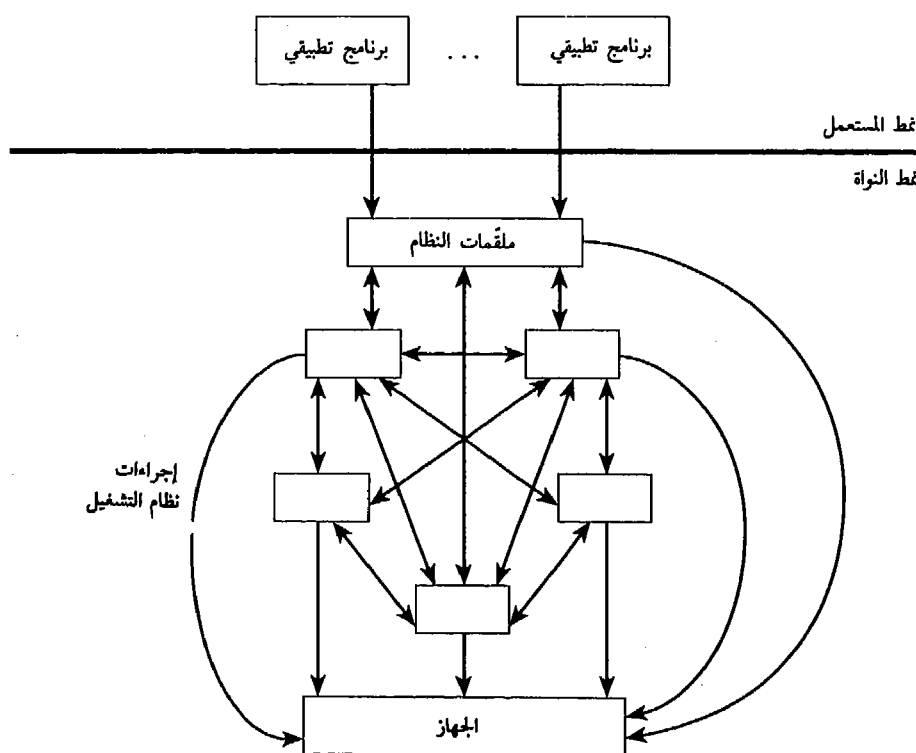 برنامج تطبيقي
...
برنامج تطبيقي
نمط المستعمل
نمط النواة
ملقّمات النظام
إجراءات
نظام التشغيل
الجهاز